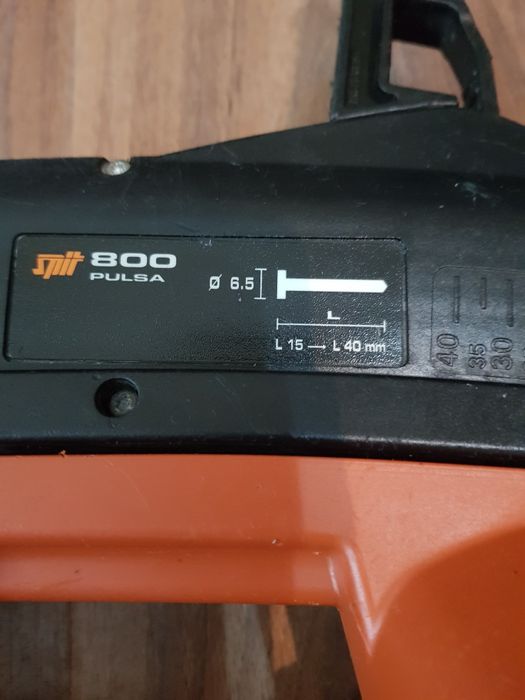 spit 800
PULSA
Ø 6,5
L
L 15 → L 40 mm
40
35
30